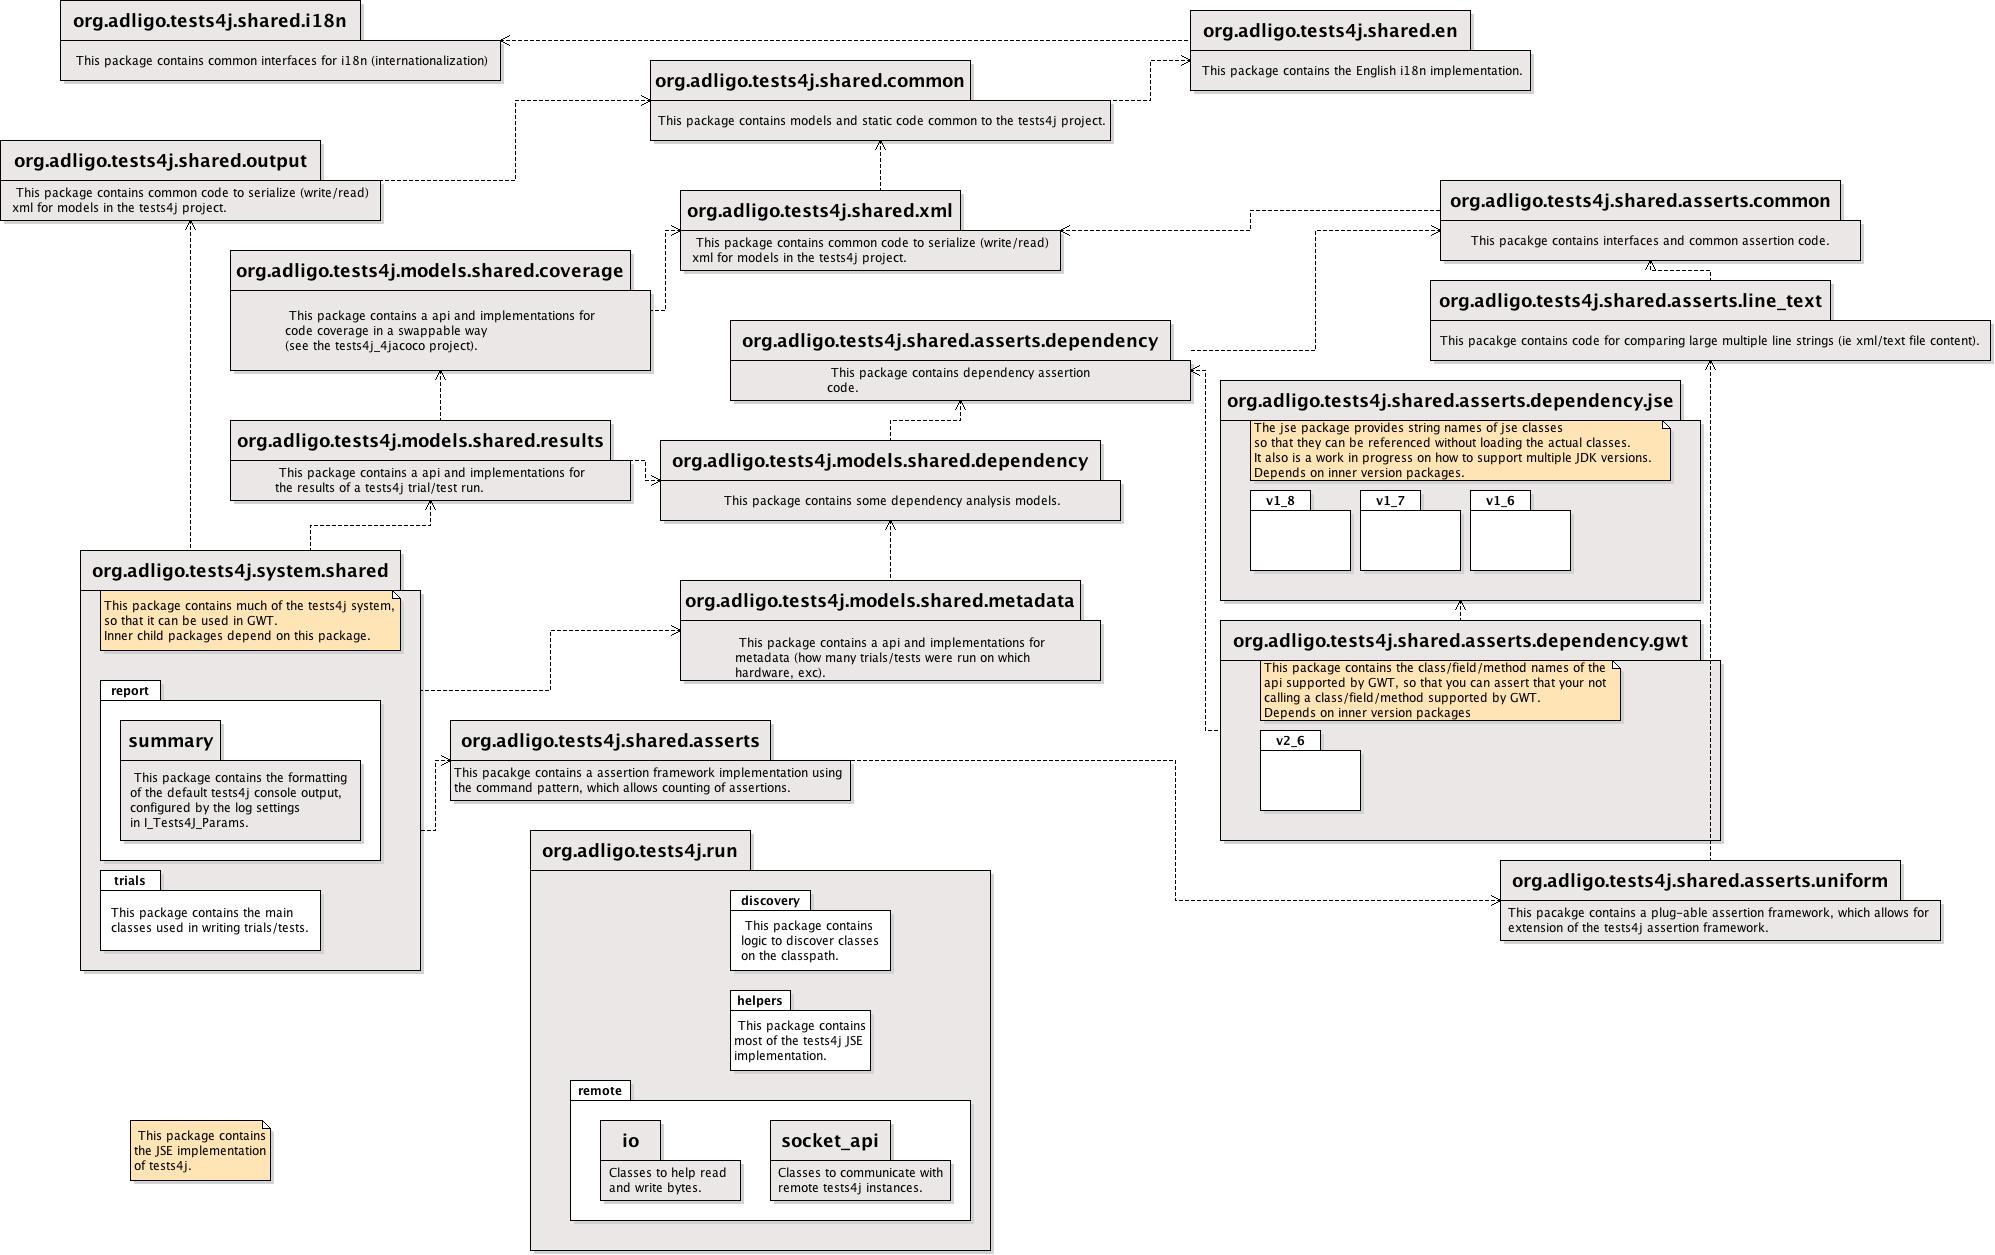 org.adligo.tests4j.shared.i18n
This package contains common interfaces for i18n (internationalization)
org.adligo.tests4j.shared.en
This package contains the English i18n implementation.
org.adligo.tests4j.shared.common
This package contains models and static code common to the tests4j project.
org.adligo.tests4j.shared.output
This package contains common code to serialize (write/read)
xml for models in the tests4j project.
org.adligo.tests4j.shared.xml
This package contains common code to serialize (write/read)
xml for models in the tests4j project.
org.adligo.tests4j.shared.asserts.common
This pacakge contains interfaces and common assertion code.
org.adligo.tests4j.models.shared.coverage
This package contains a api and implementations for
code coverage in a swappable way
(see the tests4j_4jacoco project).
org.adligo.tests4j.shared.asserts.line_text
This pacakge contains code for comparing large multiple line strings (ie xml/text file content).
org.adligo.tests4j.shared.asserts.dependency
This package contains dependency assertion
code.
org.adligo.tests4j.shared.asserts.dependency.jse
The jse package provides string names of jse classes
so that they can be referenced without loading the actual classes.
It also is a work in progress on how to support multiple JDK versions.
Depends on inner version packages.
v1_8
v1_7
v1_6
org.adligo.tests4j.models.shared.results
This package contains a api and implementations for
the results of a tests4j trial/test run.
org.adligo.tests4j.models.shared.dependency
This package contains some dependency analysis models.
org.adligo.tests4j.system.shared
This package contains much of the tests4j system,
so that it can be used in GWT.
Inner child packages depend on this package.
report
summary
This package contains the formatting
of the default tests4j console output,
configured by the log settings
in I_Tests4J_Params.
trials
This package contains the main
classes used in writing trials/tests.
org.adligo.tests4j.models.shared.metadata
This package contains a api and implementations for
metadata (how many trials/tests were run on which
hardware, exc).
org.adligo.tests4j.shared.asserts.dependency.gwt
This package contains the class/field/method names of the
api supported by GWT, so that you can assert that your not
calling a class/field/method supported by GWT.
Depends on inner version packages
v2_6
org.adligo.tests4j.shared.asserts
This pacakge contains a assertion framework implementation using
the command pattern, which allows counting of assertions.
org.adligo.tests4j.shared.asserts.uniform
This pacakge contains a plug-able assertion framework, which allows for
extension of the tests4j assertion framework.
org.adligo.tests4j.run
discovery
This package contains
logic to discover classes
on the classpath.
helpers
This package contains
most of the tests4j JSE
implementation.
remote
io
Classes to help read
and write bytes.
socket_api
Classes to communicate with
remote tests4j instances.
This package contains
the JSE implementation
of tests4j.